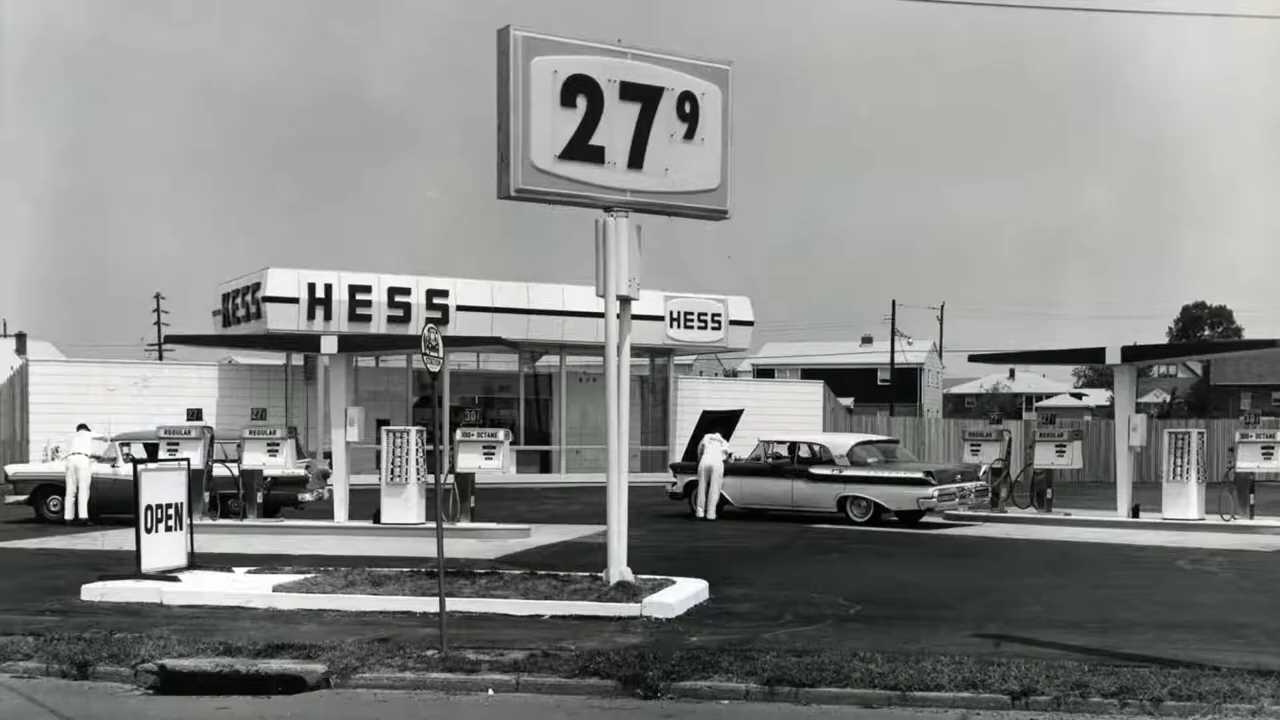 27 9
HESS
HESS
HESS
REGULAR
REGULAR
100+ OCTANE
OPEN
REGULAR
REGULAR
100+ OCTANE